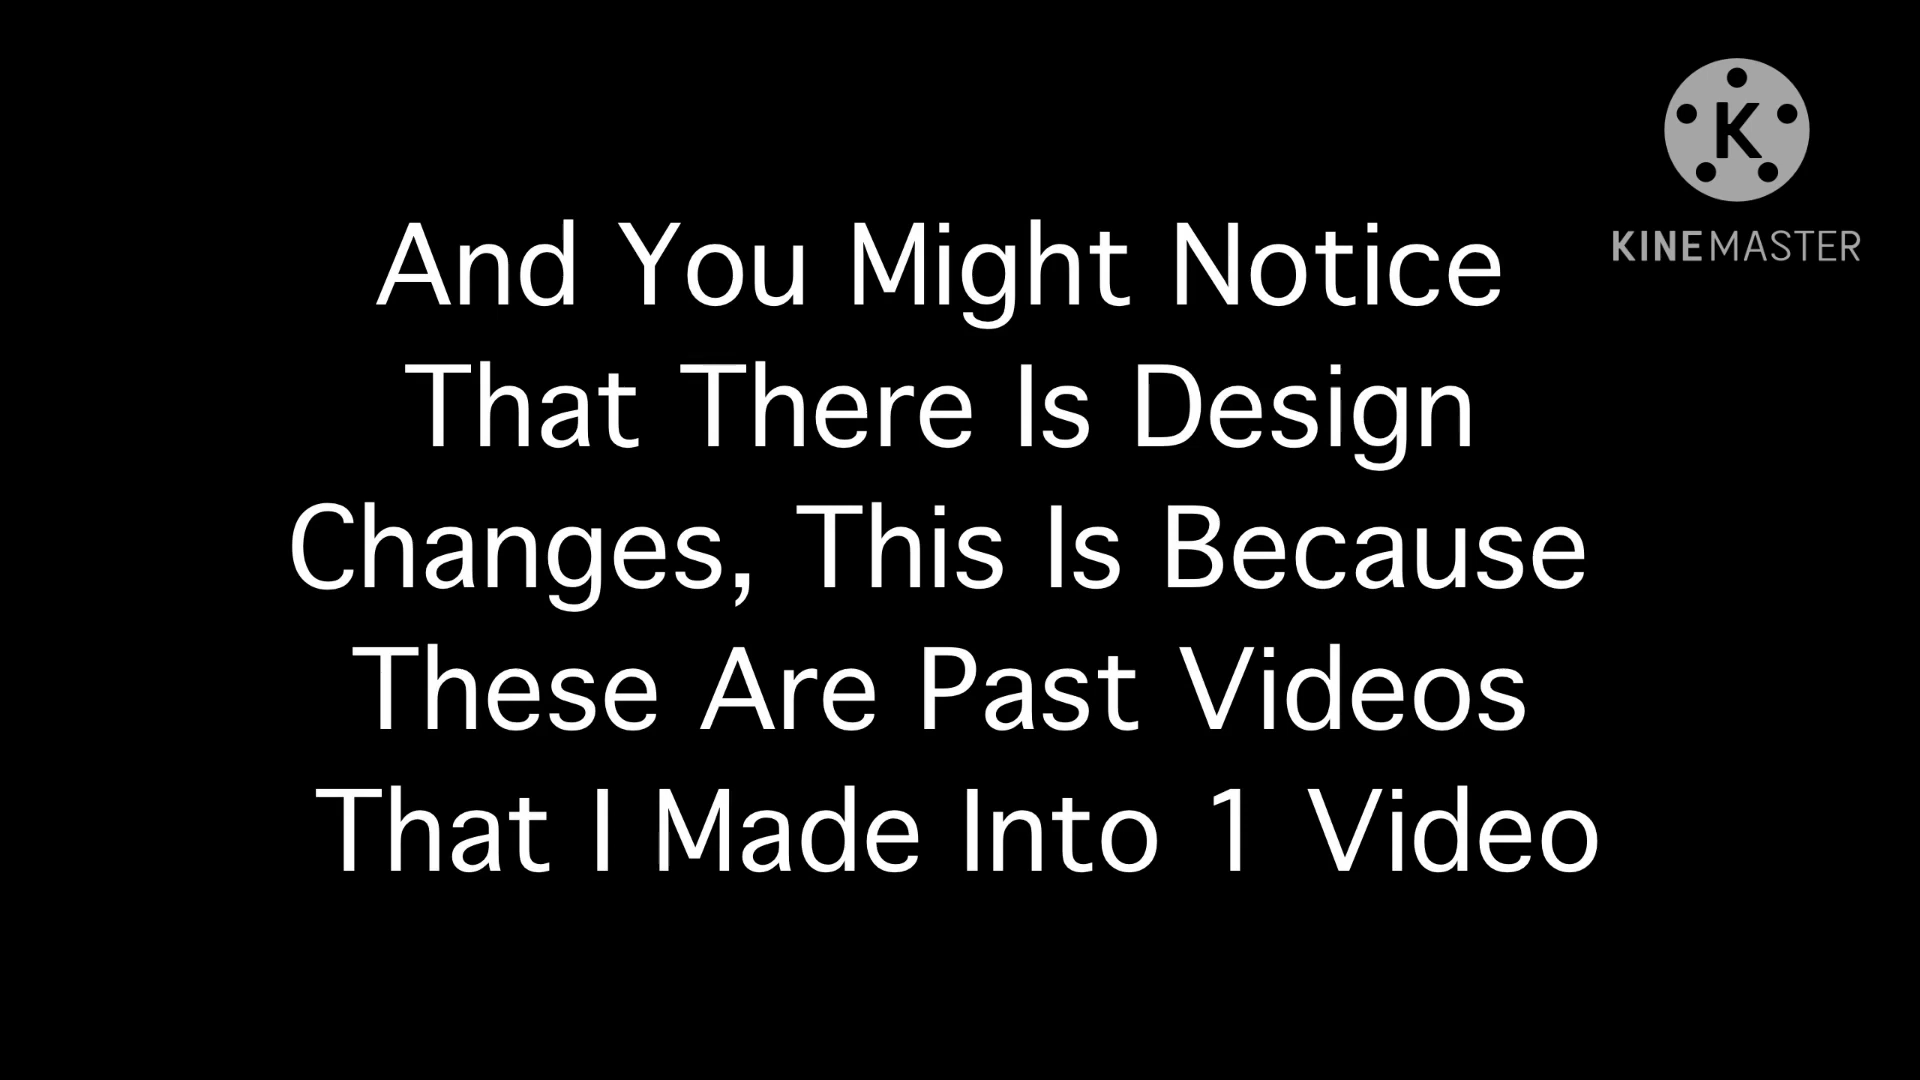 K
KINEMASTER
And You Might Notice
That There Is Design
Changes, This Is Because
These Are Past Videos
That I Made Into 1 Video